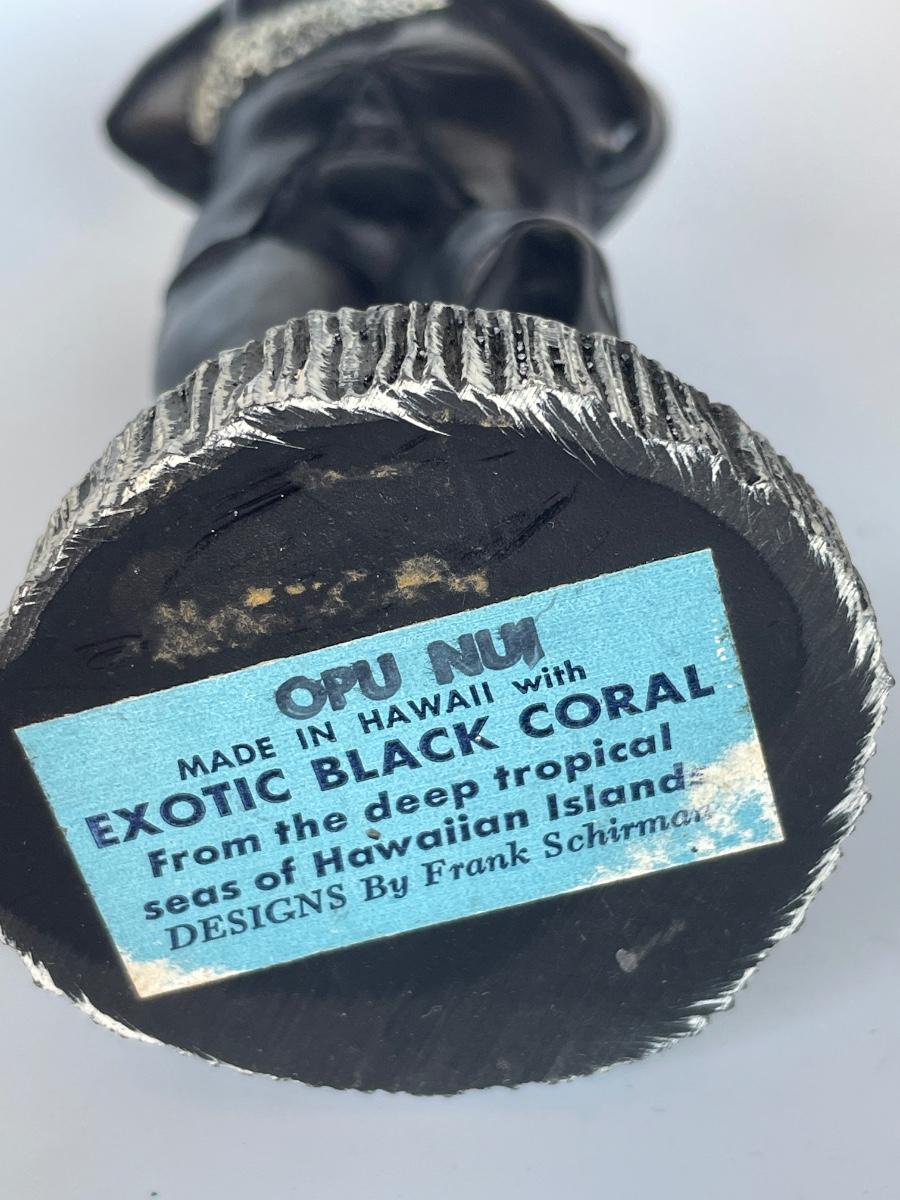 OPU NUI
MADE IN HAWAII with
EXOTIC BLACK CORAL
From the deep tropical
seas of Hawaiian Islands
DESIGNS By Frank Schirman